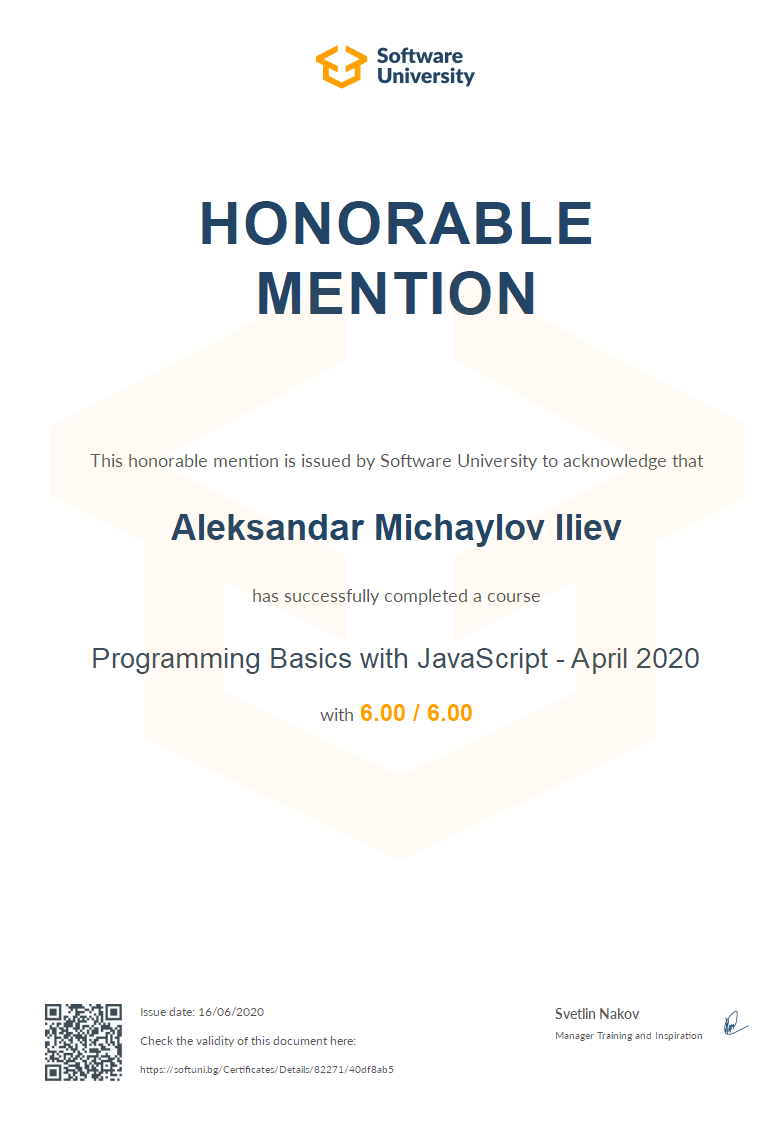 Software
University
HONORABLE
MENTION
This honorable mention is issued by Software University to acknowledge that
Aleksandar Michaylov Iliev
has successfully completed a course
Programming Basics with JavaScript - April 2020
with 6.00 / 6.00
Issue date: 16/06/2020
Check the validity of this document here:
https://softuni.bg/Certificates/Details/82271/40df8ab5
Svetlin Nakov
Manager Training and Inspiration